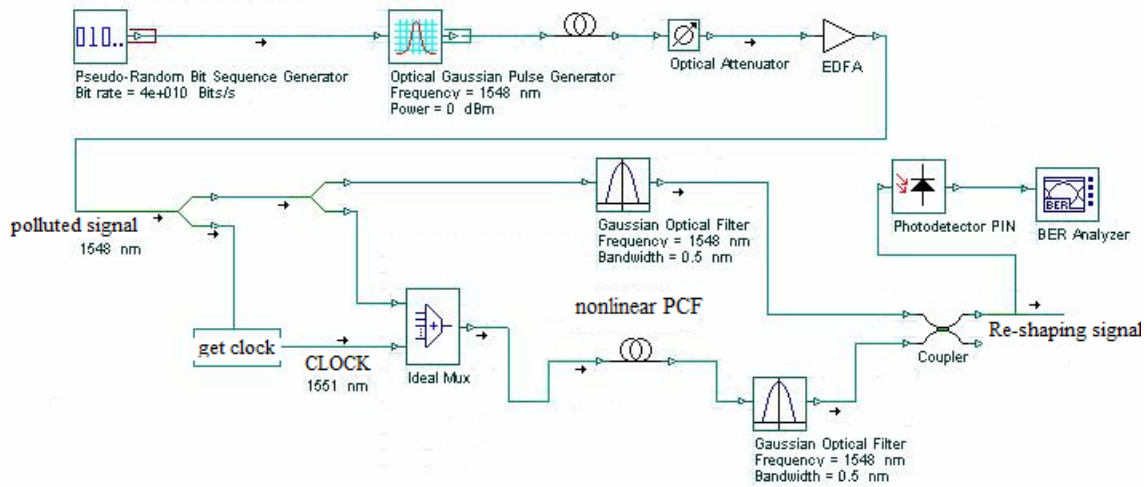 010..
Pseudo-Random Bit Sequence Generator
Bit rate = 4e+010 Bits/s
Optical Gaussian Pulse Generator
Frequency = 1548 nm
Power = 0 dBm
Optical Attenuator
EDFA
polluted signal
1548 nm
Gaussian Optical Filter
Frequency = 1548 nm
Bandwidth = 0.5 nm
Photodetector PIN
BER
BER Analyzer
get clock
CLOCK
1551 nm
Ideal Mux
nonlinear PCF
Coupler
Re-shaping signal
Gaussian Optical Filter
Frequency = 1548 nm
Bandwidth = 0.5 nm